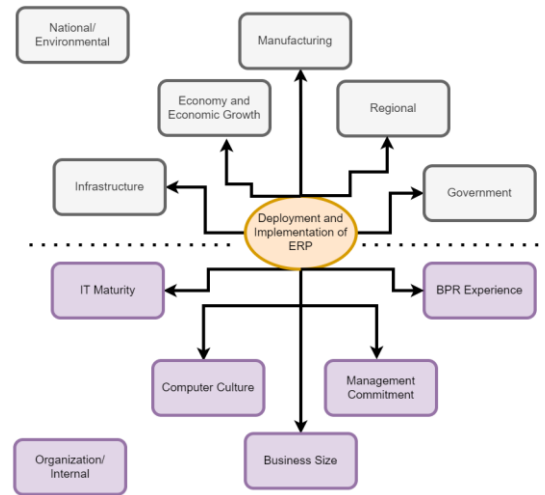 National/
Environmental
Manufacturing
Economy and
Economic Growth
Regional
Infrastructure
Government
Deployment and
Implementation of
ERP
IT Maturity
BPR Experience
Computer Culture
Management
Commitment
Organization/
Internal
Business Size